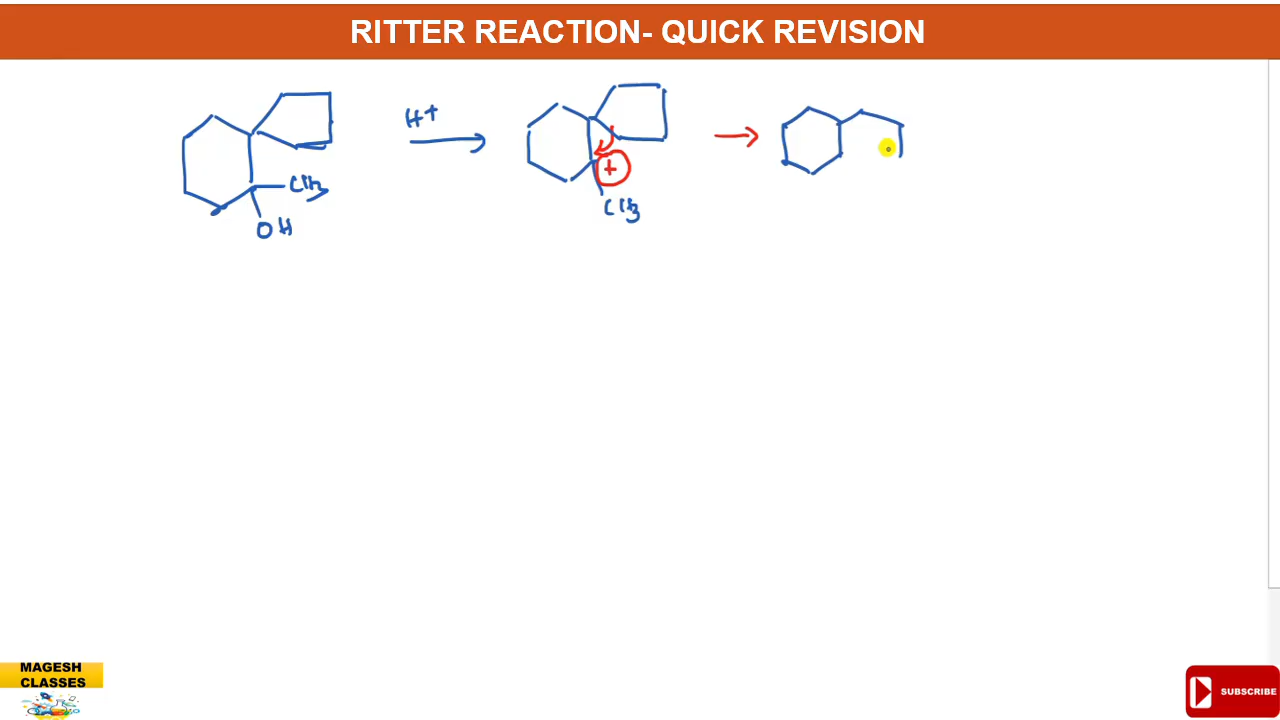 RITTER REACTION- QUICK REVISION
H+
CH3
OH
+
CH3
MAGESH
CLASSES
SUBSCRIBE